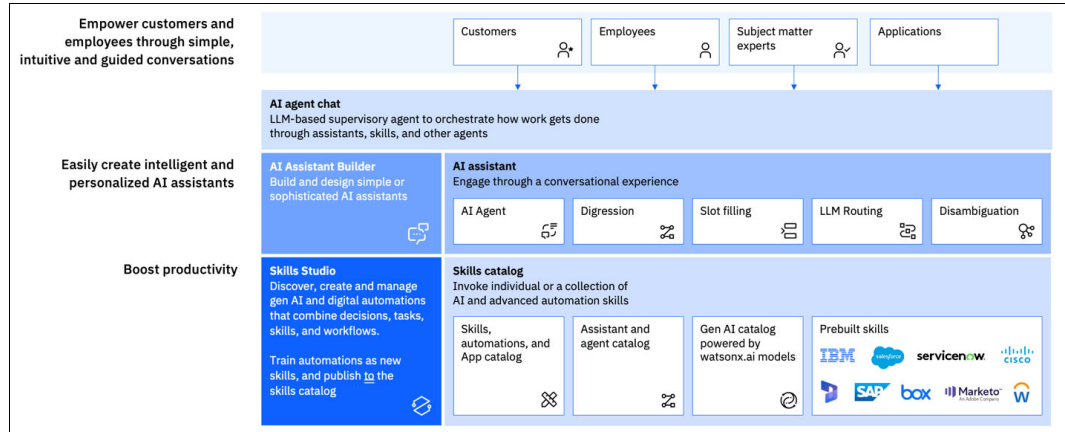 Empower customers and
employees through simple,
intuitive and guided conversations
Customers
Employees
Subject matter
experts
Applications
AI agent chat
LLM-based supervisory agent to orchestrate how work gets done
through assistants, skills, and other agents
Easily create intelligent and
personalized AI assistants
AI Assistant Builder
Build and design simple or
sophisticated AI assistants
AI assistant
Engage through a conversational experience
AI Agent
Digression
Slot filling
LLM Routing
Disambiguation
Boost productivity
Skills Studio
Discover, create and manage
gen AI and digital automations
that combine decisions, tasks,
skills, and workflows.
Train automations as new
skills, and publish to the
skills catalog
Skills catalog
Invoke individual or a collection of
AI and advanced automation skills
Skills,
automations, and
App catalog
Assistant and
agent catalog
Gen AI catalog
powered by
watsonx.ai models
Prebuilt skills
IBM
salesforce
servicenow.
CISCO
SAP
box
Marketo™
An Adobe Company
W